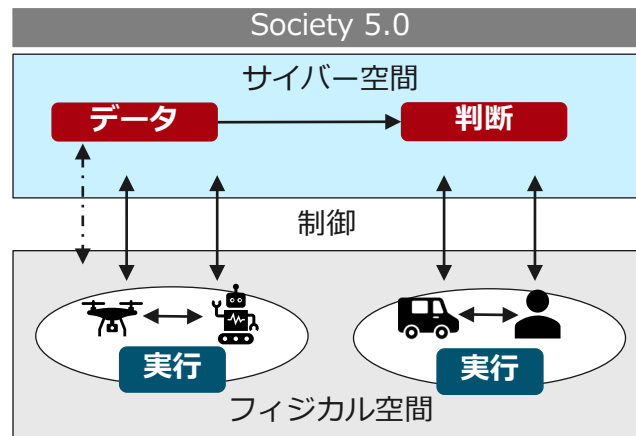 Society 5.0
サイバー空間
データ
判断
制御
実行
実行
フィジカル空間